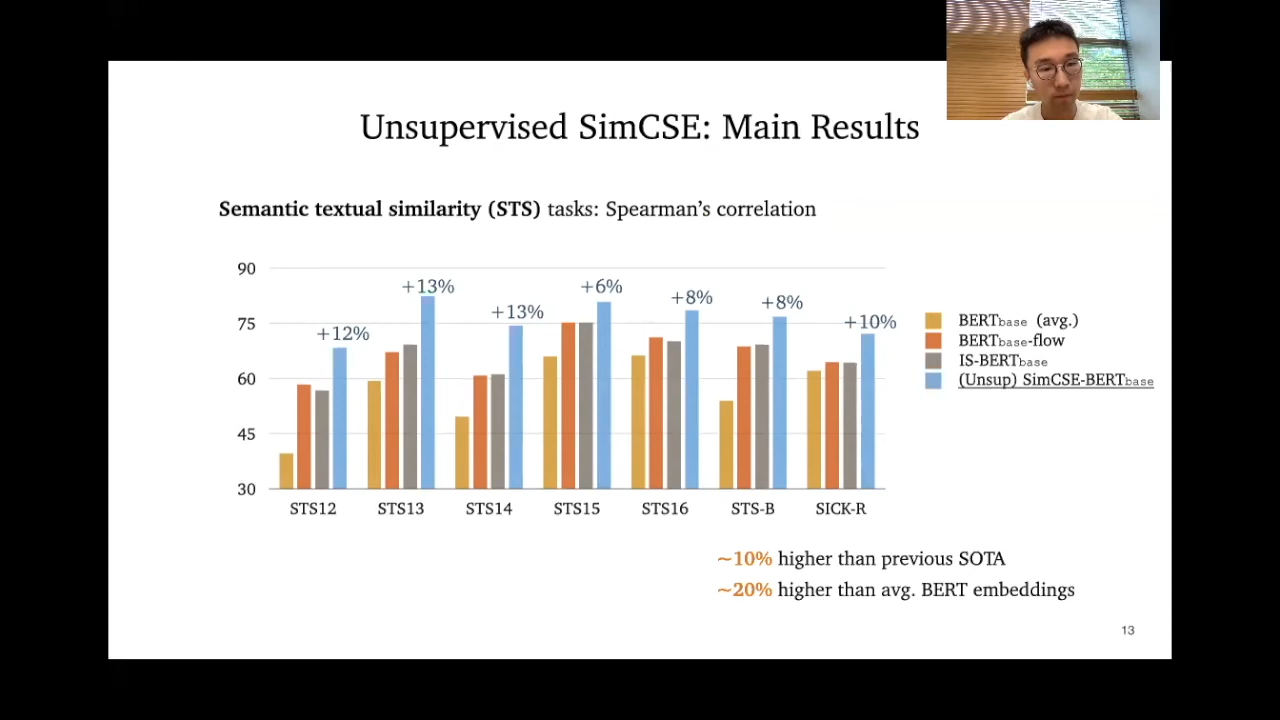 Unsupervised SimCSE: Main Results
Semantic textual similarity (STS) tasks: Spearman's correlation
90
75
60
45
30
+12%
+13%
+13%
+6%
+8%
+8%
+10%
STS12
STS13
STS14
STS15
STS16
STS-B
SICK-R
BERTbase (avg.)
BERTbase-flow
IS-BERTbase
(Unsup) SimCSE-BERTbase
~10% higher than previous SOTA
~20% higher than avg. BERT embeddings
13